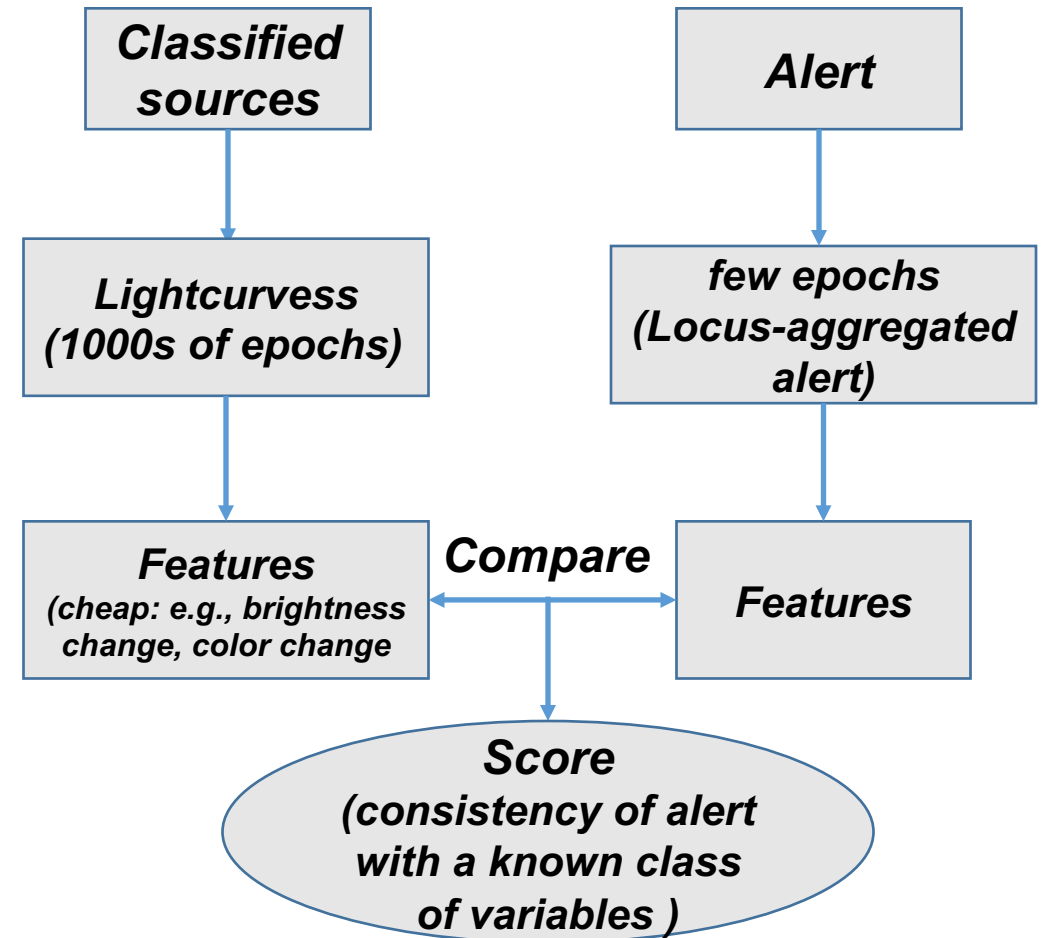 Classified
sources
Alert
Lightcurvess
(1000s of epochs)
few epochs
(Locus-aggregated
alert)
Features
(cheap: e.g., brightness
change, color change
Compare
Features
Score
(consistency of alert
with a known class
of variables )